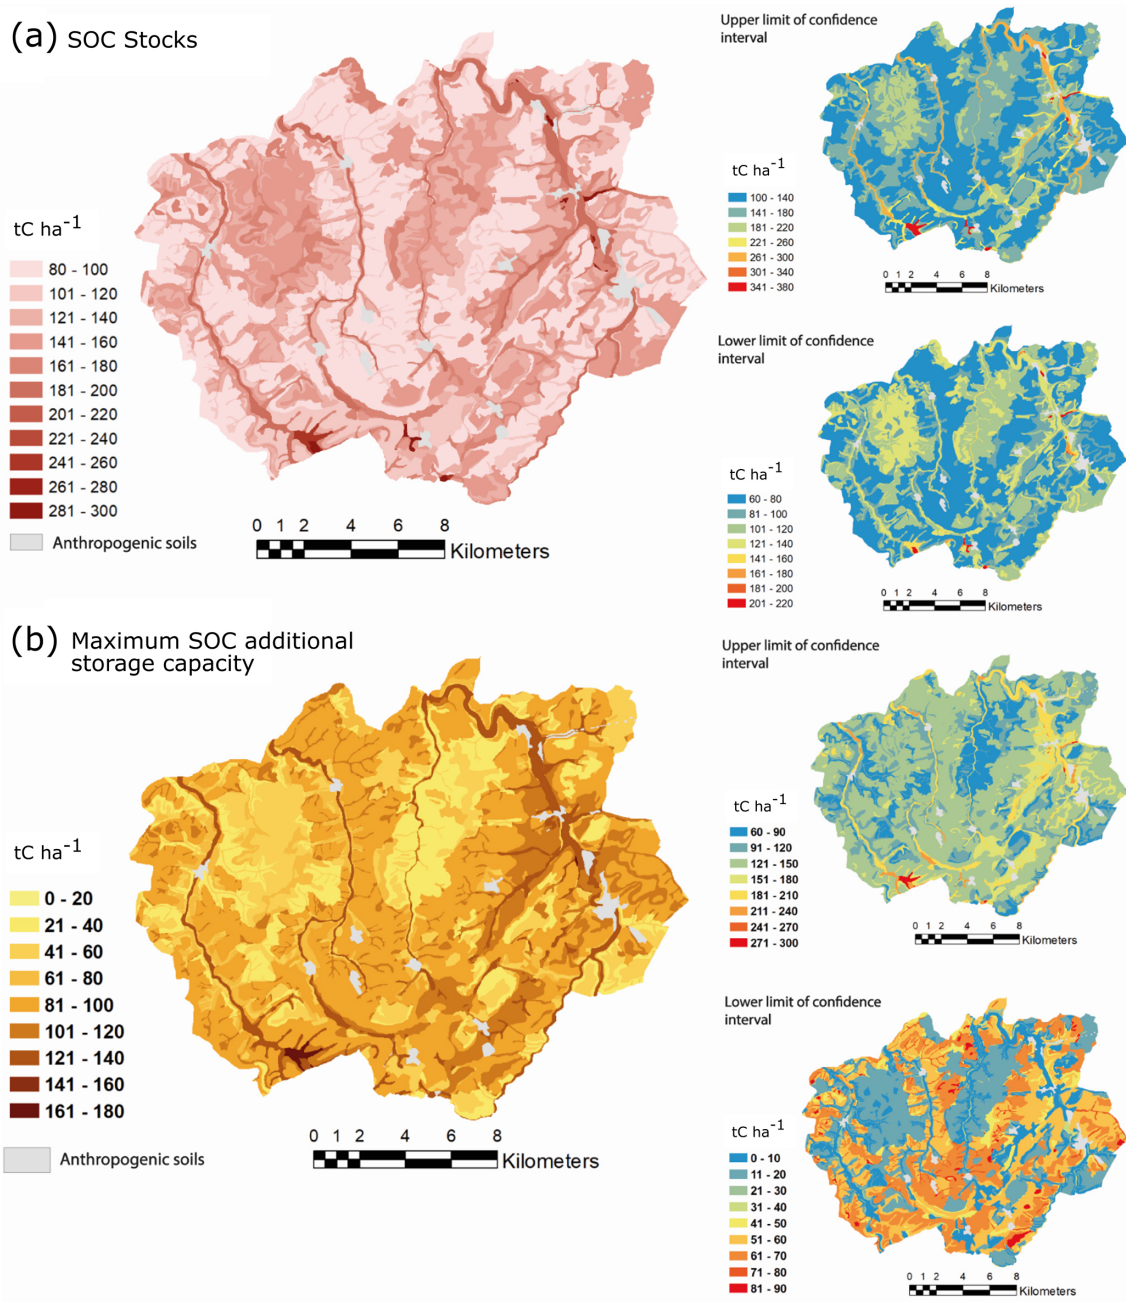 (a) SOC Stocks
tC ha-1
80 - 100
101 - 120
121 - 140
141 - 160
161 - 180
181 - 200
201 - 220
221 - 240
241 - 260
261 - 280
281 - 300
Anthropogenic soils
0 1 2 4 6 8
Kilometers
Upper limit of confidence
interval
tC ha-1
100 - 140
141 - 180
181 - 220
221 - 260
261 - 300
301 - 340
341 - 380
0 1 2 4 6 8
Kilometers
Lower limit of confidence
interval
tC ha-1
60 - 80
81 - 100
101 - 120
121 - 140
141 - 160
161 - 180
181 - 200
201 - 220
0 1 2 4 6 8
Kilometers
(b) Maximum SOC additional
storage capacity
tC ha-1
0 - 20
21 - 40
41 - 60
61 - 80
81 - 100
101 - 120
121 - 140
141 - 160
161 - 180
Anthropogenic soils
0 1 2 4 6 8
Kilometers
Upper limit of confidence
interval
tC ha-1
60 - 90
91 - 120
121 - 150
151 - 180
181 - 210
211 - 240
241 - 270
271 - 300
0 1 2 4 6 8
Kilometers
Lower limit of confidence
interval
tC ha-1
0 - 10
11 - 20
21 - 30
31 - 40
41 - 50
51 - 60
61 - 70
71 - 80
81 - 90
0 1 2 4 6 8
Kilometers